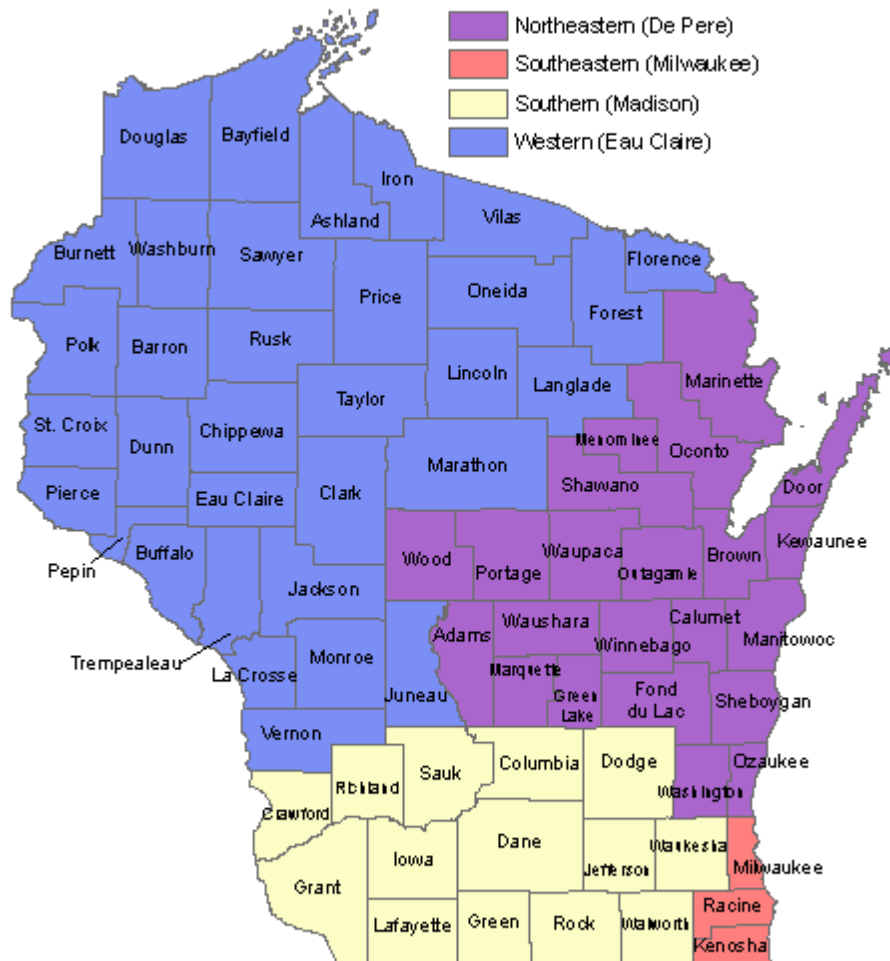 Northeastern (De Pere)
Southeastern (Milwaukee)
Southern (Madison)
Western (Eau Claire)
Douglas
Bayfield
Iron
Ashland
Vilas
Burnett
Washburn
Sawyer
Florence
Price
Oneida
Forest
Polk
Barron
Rusk
Lincoln
Langlade
Marinette
Taylor
St. Croix
Chippewa
Dunn
Menominee
Oconto
Marathon
Pierce
Eau Claire
Clark
Shawano
Door
Pepin
Buffalo
Wood
Portage
Waupaca
Outagamie
Brown
Kewaunee
Jackson
Trempealeau
La Crosse
Monroe
Juneau
Adams
Waushara
Winnebago
Calumet
Manitowoc
Marquette
Green
Lake
Fond
du Lac
Sheboygan
Vernon
Crawford
Richland
Sauk
Columbia
Dodge
Washington
Ozaukee
Grant
Iowa
Dane
Jefferson
Waukesha
Milwaukee
Lafayette
Green
Rock
Walworth
Racine
Kenosha